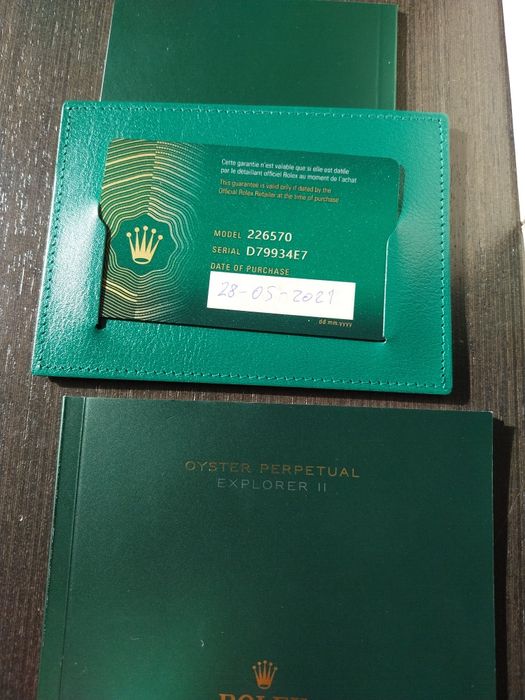 Cette garantie n'est valable que si elle est datée
par le détaillant officiel Rolex au moment de l'achat
This guarantee is valid only if dated by the
Official Rolex Retailer at the time of purchase
MODEL 226570
SERIAL D79934E7
DATE OF PURCHASE
28-05-2021
dd.mm.yyyy
OYSTER PERPETUAL
EXPLORER II
ROLEX